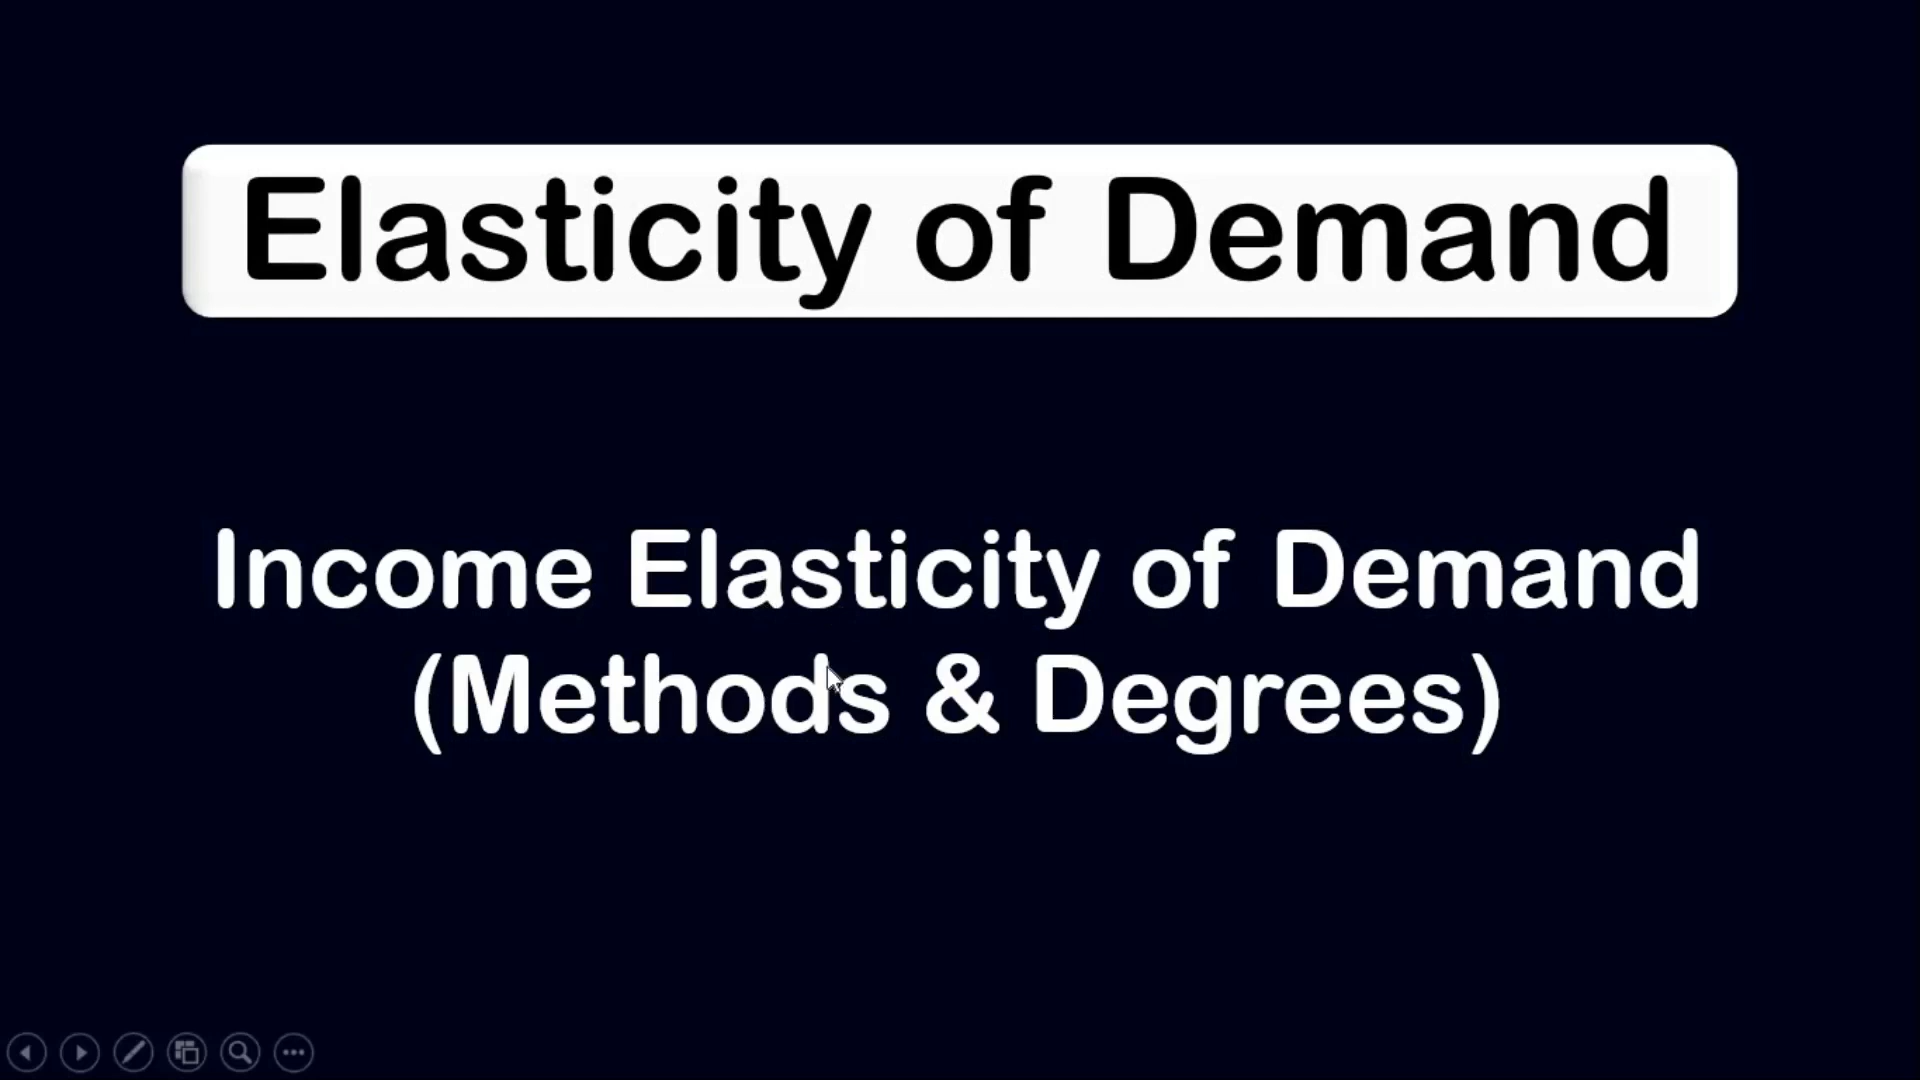 Elasticity of Demand
Income Elasticity of Demand
(Methods & Degrees)